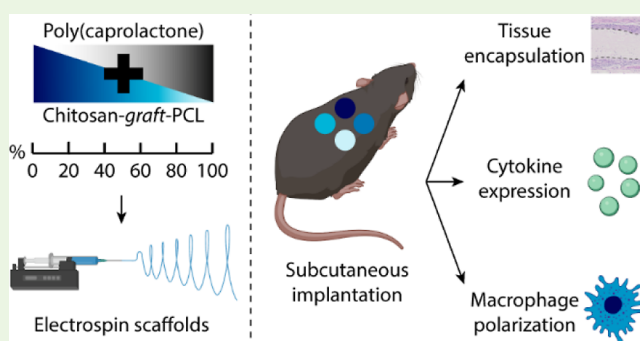 Poly(caprolactone)
Chitosan-graft-PCL
%
0 20 40 60 80 100
Electrospin scaffolds
Subcutaneous
implantation
Tissue
encapsulation
Cytokine
expression
Macrophage
polarization